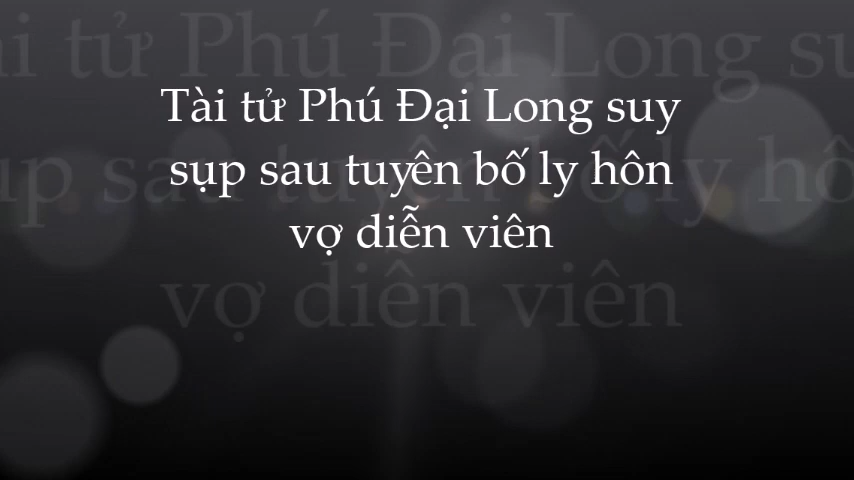 Tài tử Phú Đại Long suy
sụp sau tuyên bố ly hôn
vợ diễn viên